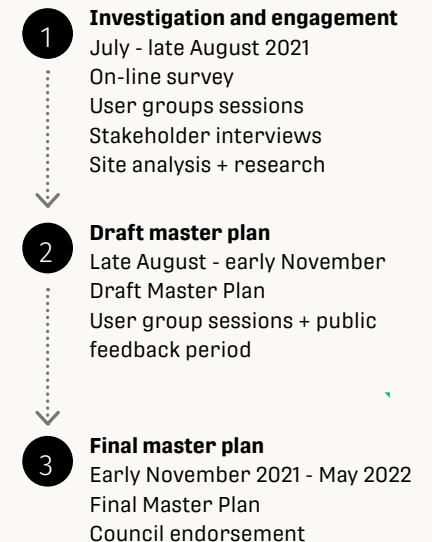 1
Investigation and engagement
July - late August 2021
On-line survey
User groups sessions
Stakeholder interviews
Site analysis + research
2
Draft master plan
Late August - early November
Draft Master Plan
User group sessions + public
feedback period
3
Final master plan
Early November 2021 - May 2022
Final Master Plan
Council endorsement